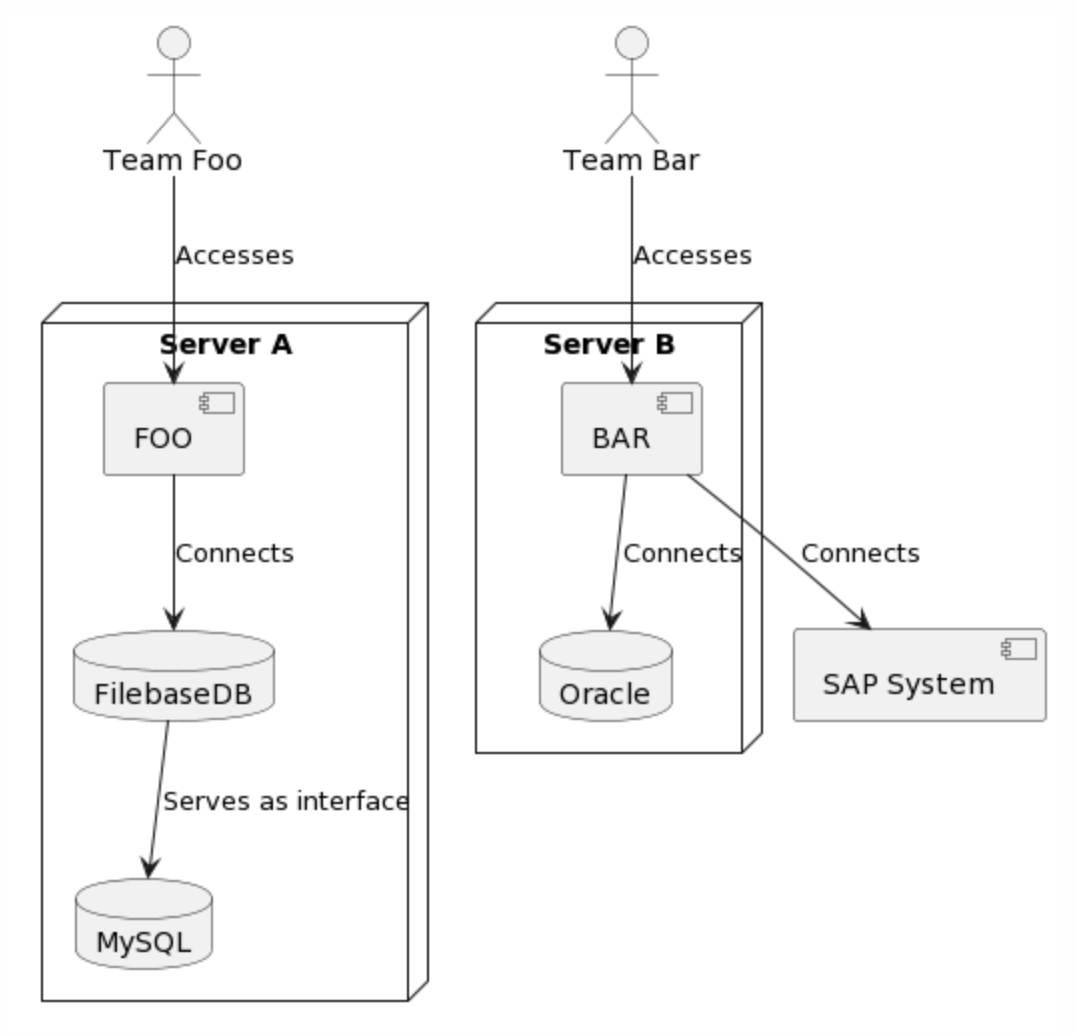 Team Foo
Team Bar
Accesses
Accesses
Server A
Server B
FOO
BAR
Connects
Connects
Connects
FilebaseDB
Oracle
SAP System
Serves as interface
MySQL